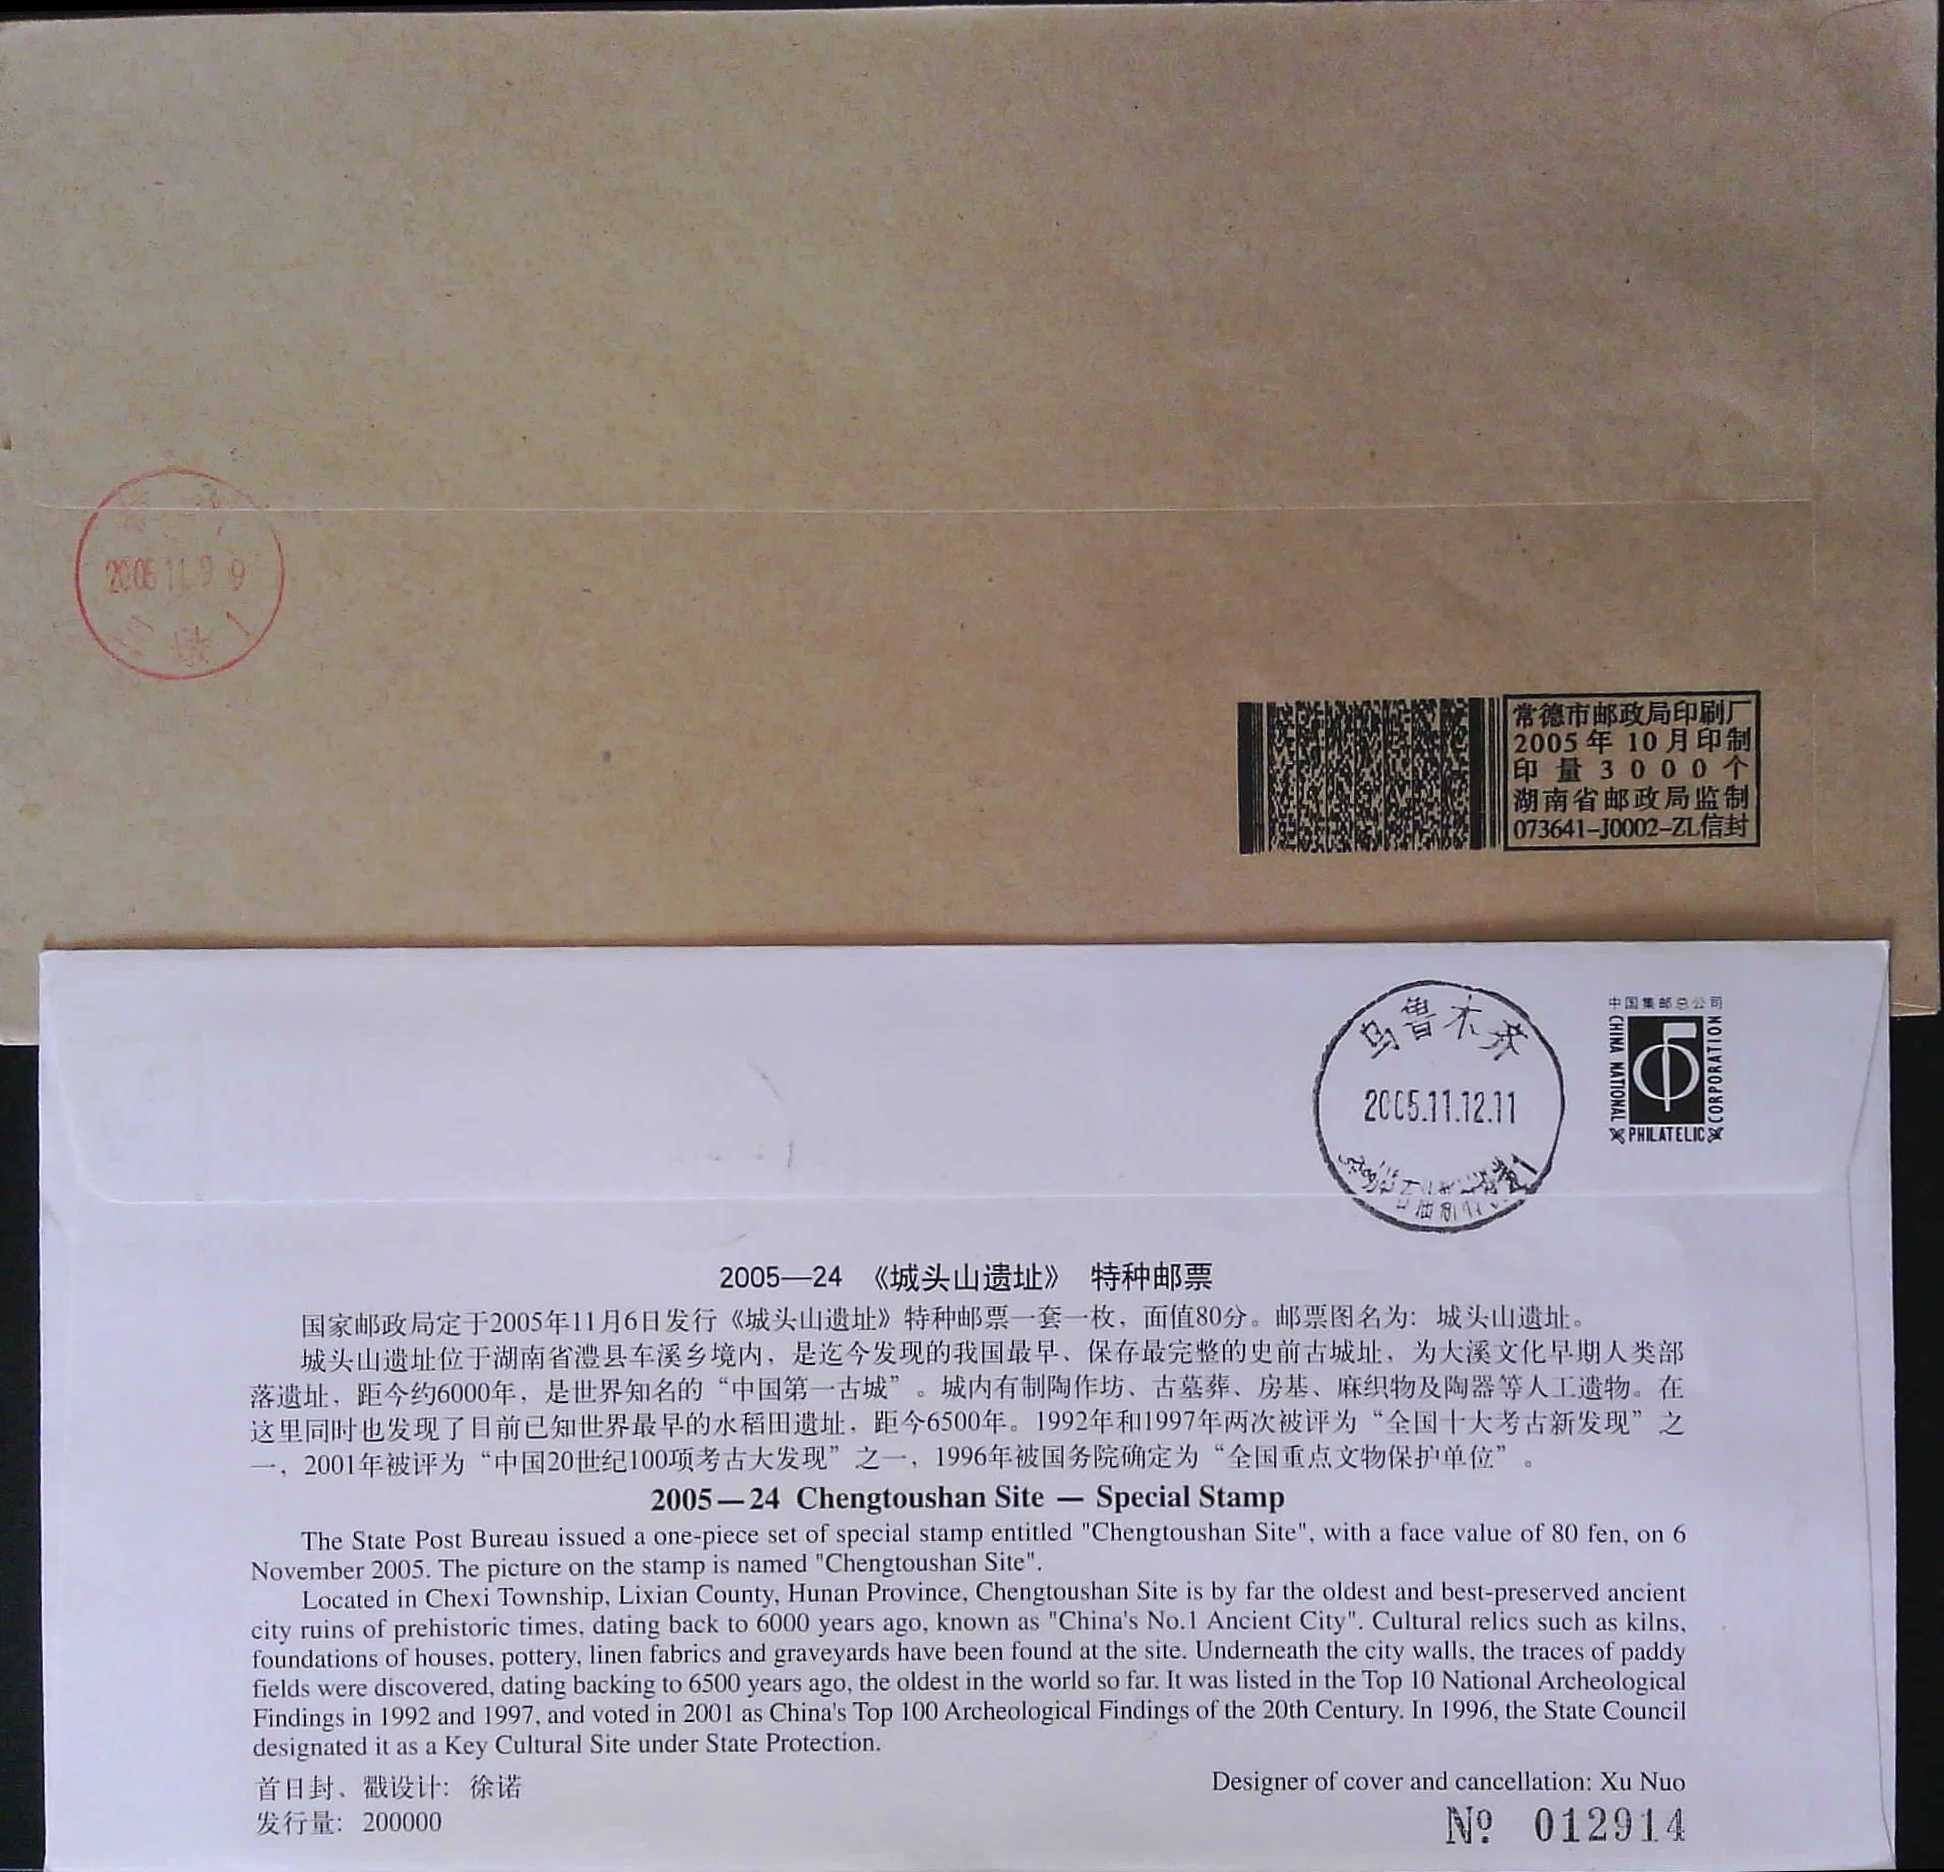 2005 11.9 9
常德市邮政局印刷厂
2005年10月印制
印量3000个
湖南省邮政局监制
073641-J0002-ZL信封
乌鲁木齐
2005.11.12.11
中国集邮总公司
CHINA NATIONAL
PHILATELIC
CORPORATION
2005—24 《城头山遗址》 特种邮票
国家邮政局定于2005年11月6日发行《城头山遗址》特种邮票一套一枚，面值80分。邮票图名为：城头山遗址。
城头山遗址位于湖南省澧县车溪乡境内，是迄今发现的我国最早、保存最完整的史前古城址，为大溪文化早期人类部
落遗址，距今约6000年，是世界知名的“中国第一古城”。城内有制陶作坊、古墓葬、房基、麻织物及陶器等人工遗物。在
这里同时也发现了目前已知世界最早的水稻田遗址，距今6500年。1992年和1997年两次被评为“全国十大考古新发现”之
一，2001年被评为“中国20世纪100项考古大发现”之一，1996年被国务院确定为“全国重点文物保护单位”。
2005—24 Chengtoushan Site — Special Stamp
The State Post Bureau issued a one-piece set of special stamp entitled "Chengtoushan Site", with a face value of 80 fen, on 6
November 2005. The picture on the stamp is named "Chengtoushan Site".
Located in Chexi Township, Lixian County, Hunan Province, Chengtoushan Site is by far the oldest and best-preserved ancient
city ruins of prehistoric times, dating back to 6000 years ago, known as "China's No.1 Ancient City". Cultural relics such as kilns,
foundations of houses, pottery, linen fabrics and graveyards have been found at the site. Underneath the city walls, the traces of paddy
fields were discovered, dating backing to 6500 years ago, the oldest in the world so far. It was listed in the Top 10 National Archeological
Findings in 1992 and 1997, and voted in 2001 as China's Top 100 Archeological Findings of the 20th Century. In 1996, the State Council
designated it as a Key Cultural Site under State Protection.
首日封、戳设计：徐诺
Designer of cover and cancellation: Xu Nuo
发行量：200000
№ 012914